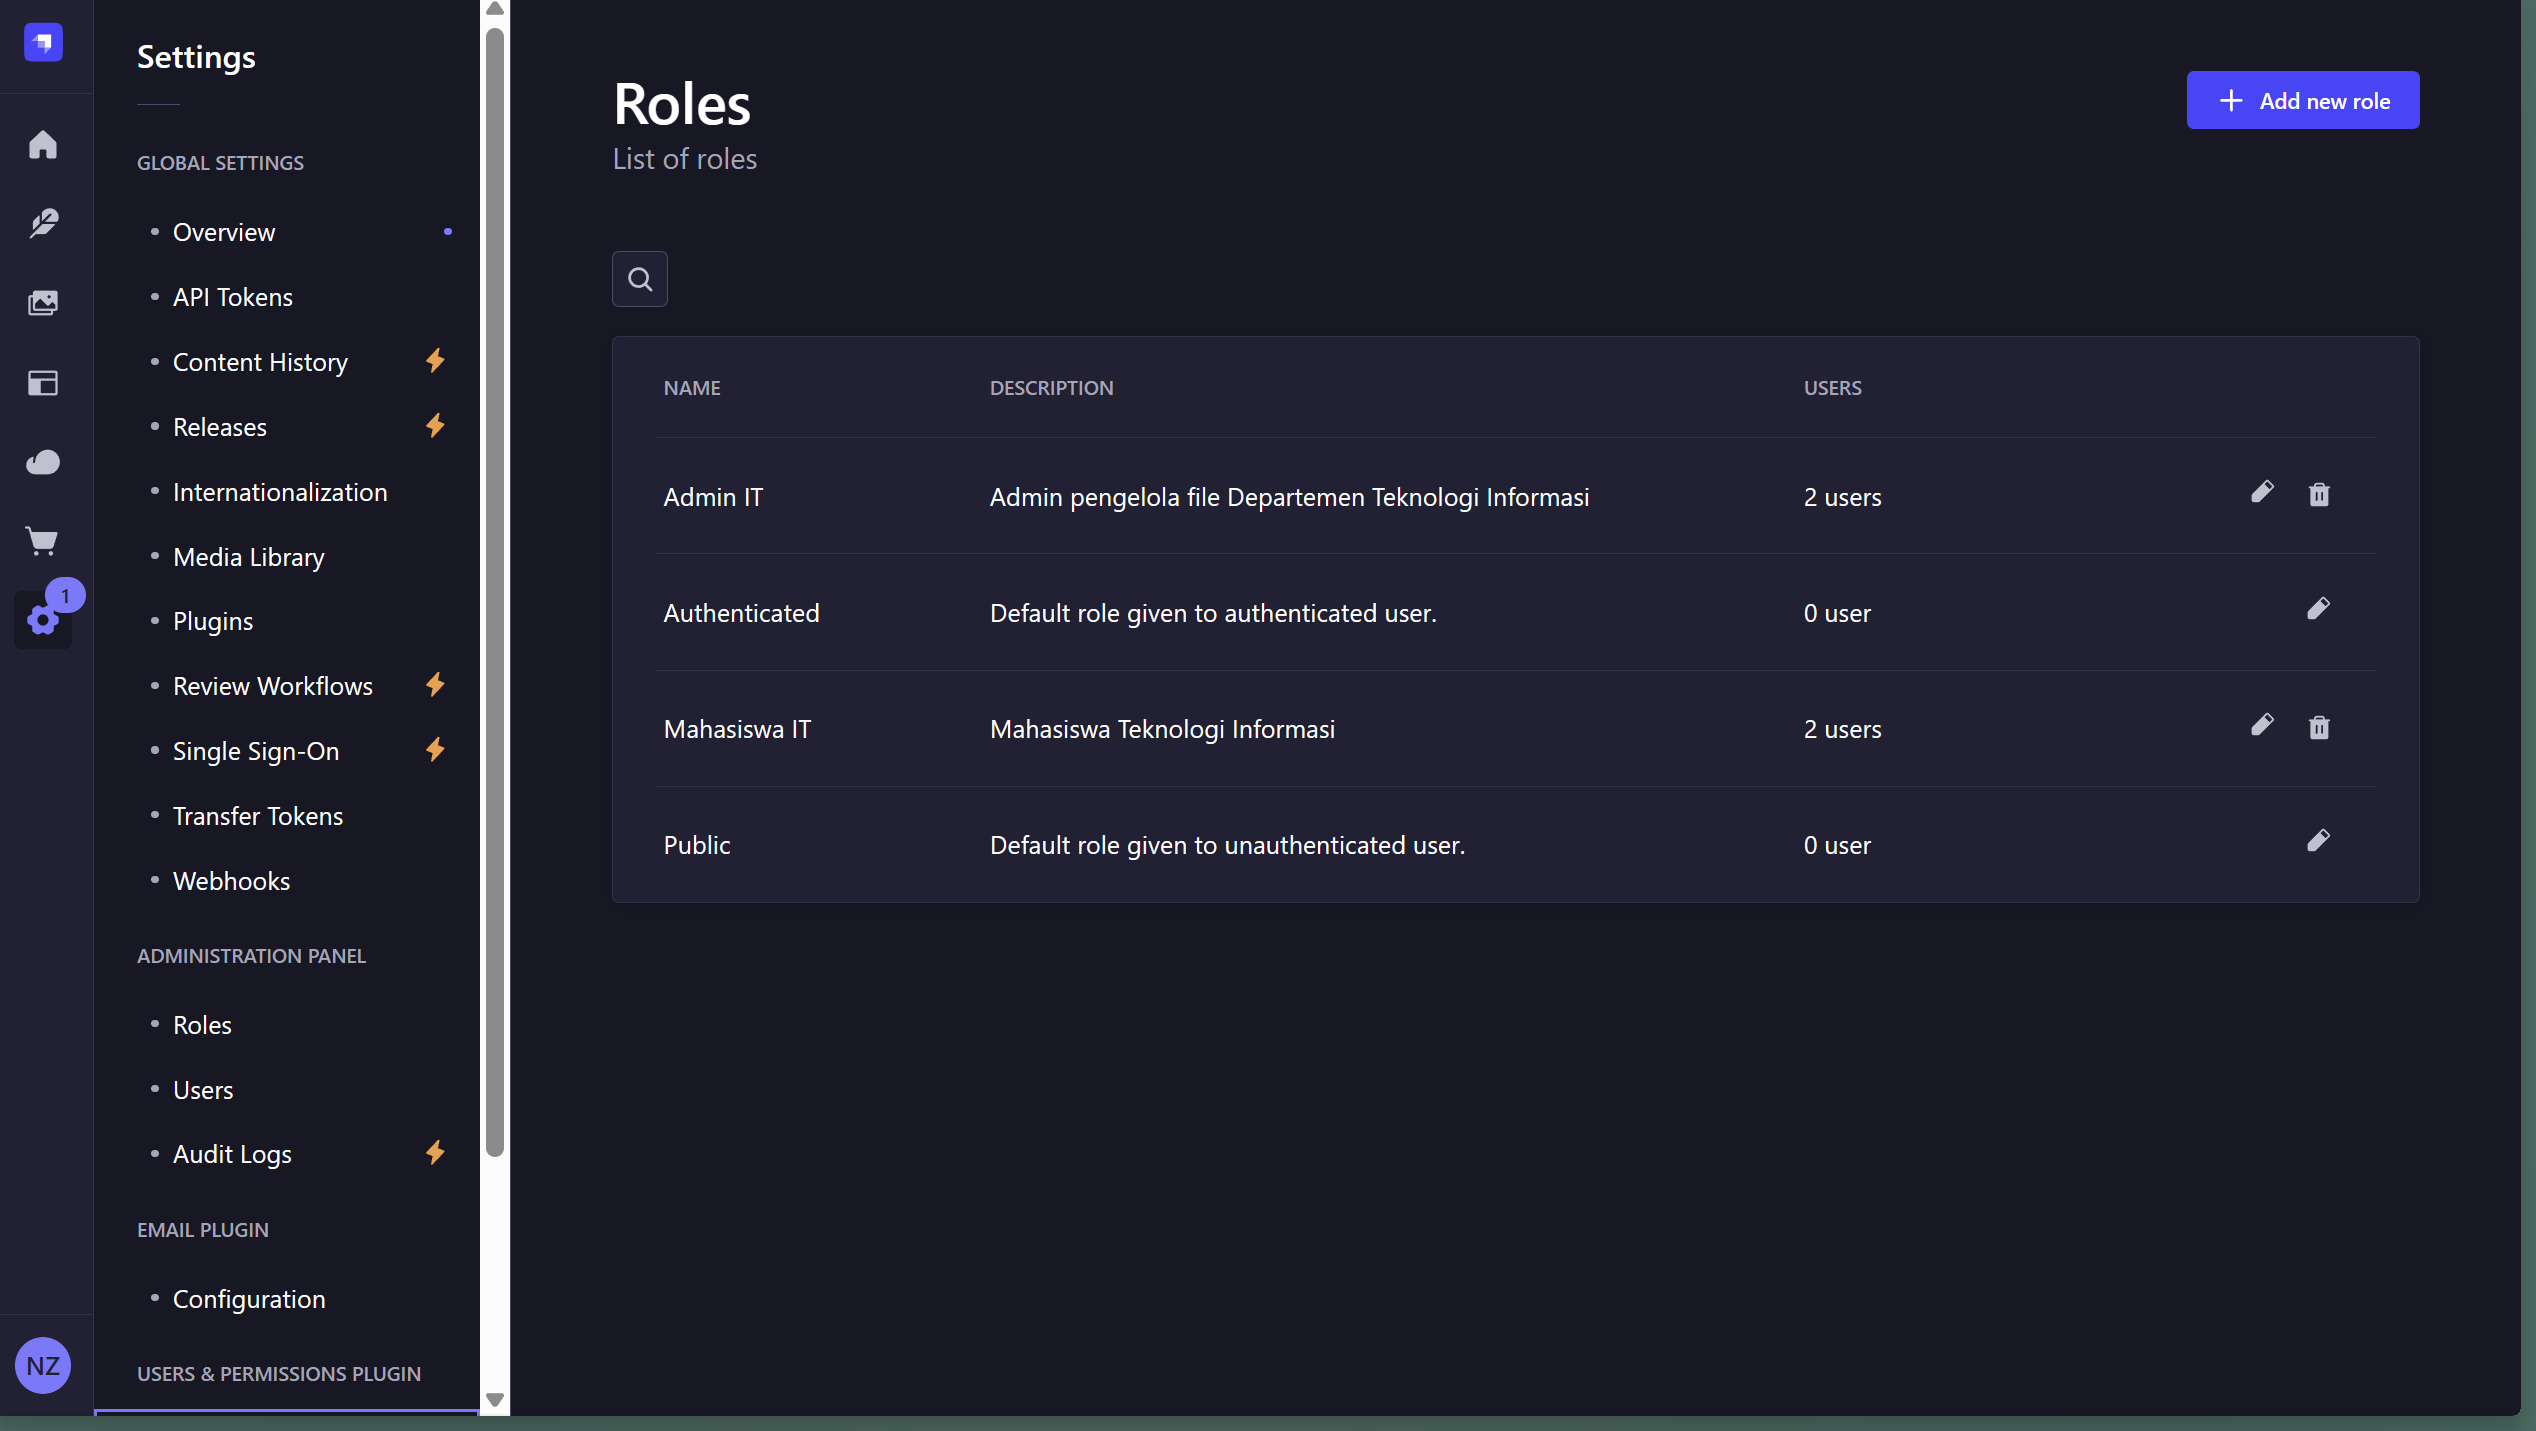 Settings
GLOBAL SETTINGS
Overview
API Tokens
Content History
Releases
Internationalization
Media Library
Plugins
Review Workflows
Single Sign-On
Transfer Tokens
Webhooks
ADMINISTRATION PANEL
Roles
Users
Audit Logs
EMAIL PLUGIN
Configuration
USERS & PERMISSIONS PLUGIN
1
NZ
Roles
List of roles
Add new role
NAME DESCRIPTION USERS
Admin IT Admin pengelola file Departemen Teknologi Informasi 2 users
Authenticated Default role given to authenticated user. 0 user
Mahasiswa IT Mahasiswa Teknologi Informasi 2 users
Public Default role given to unauthenticated user. 0 user